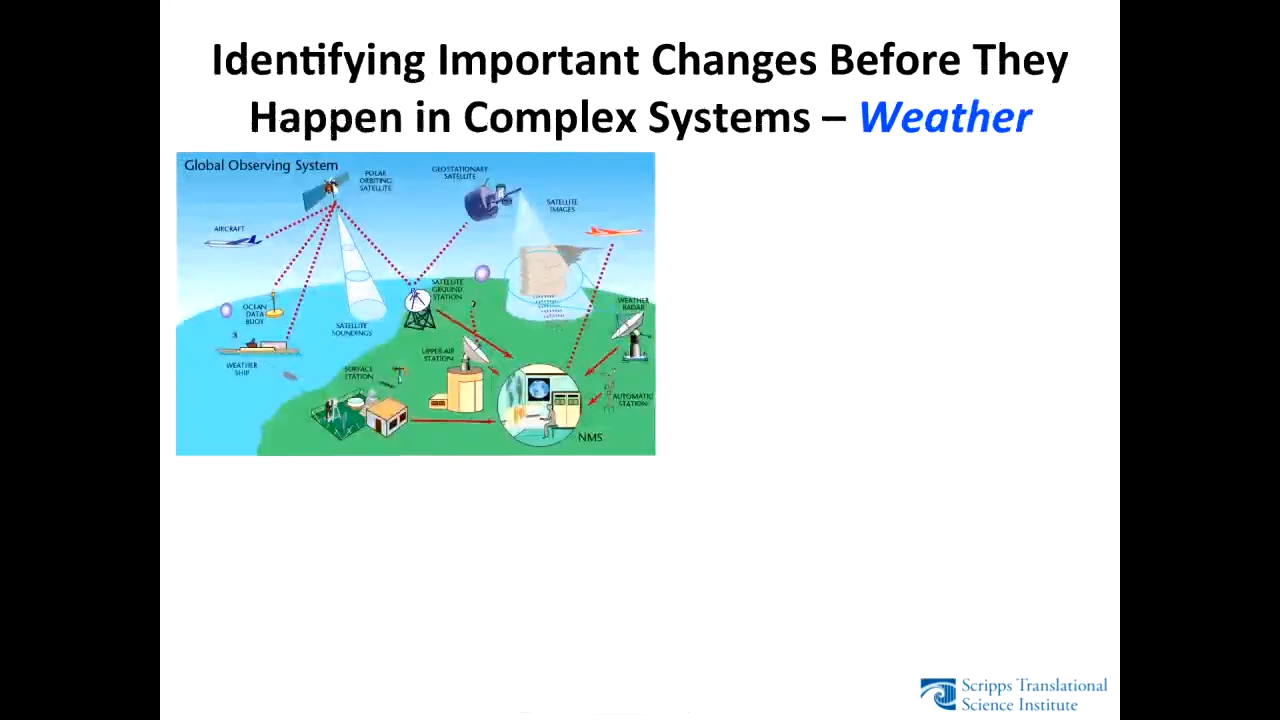 Identifying Important Changes Before They
Happen in Complex Systems – Weather
Global Observing System
POLAR
ORBITING
SATELLITE
GEOSTATIONARY
SATELLITE
SATELLITE
IMAGES
AIRCRAFT
OCEAN
DATA
BUOY
SATELLITE
GROUND
STATION
WEATHER
RADAR
SATELLITE
SOUNDINGS
WEATHER
SHIP
UPPER-AIR
STATION
SURFACE
STATION
AUTOMATIC
STATION
NMS
Scripps Translational
Science Institute